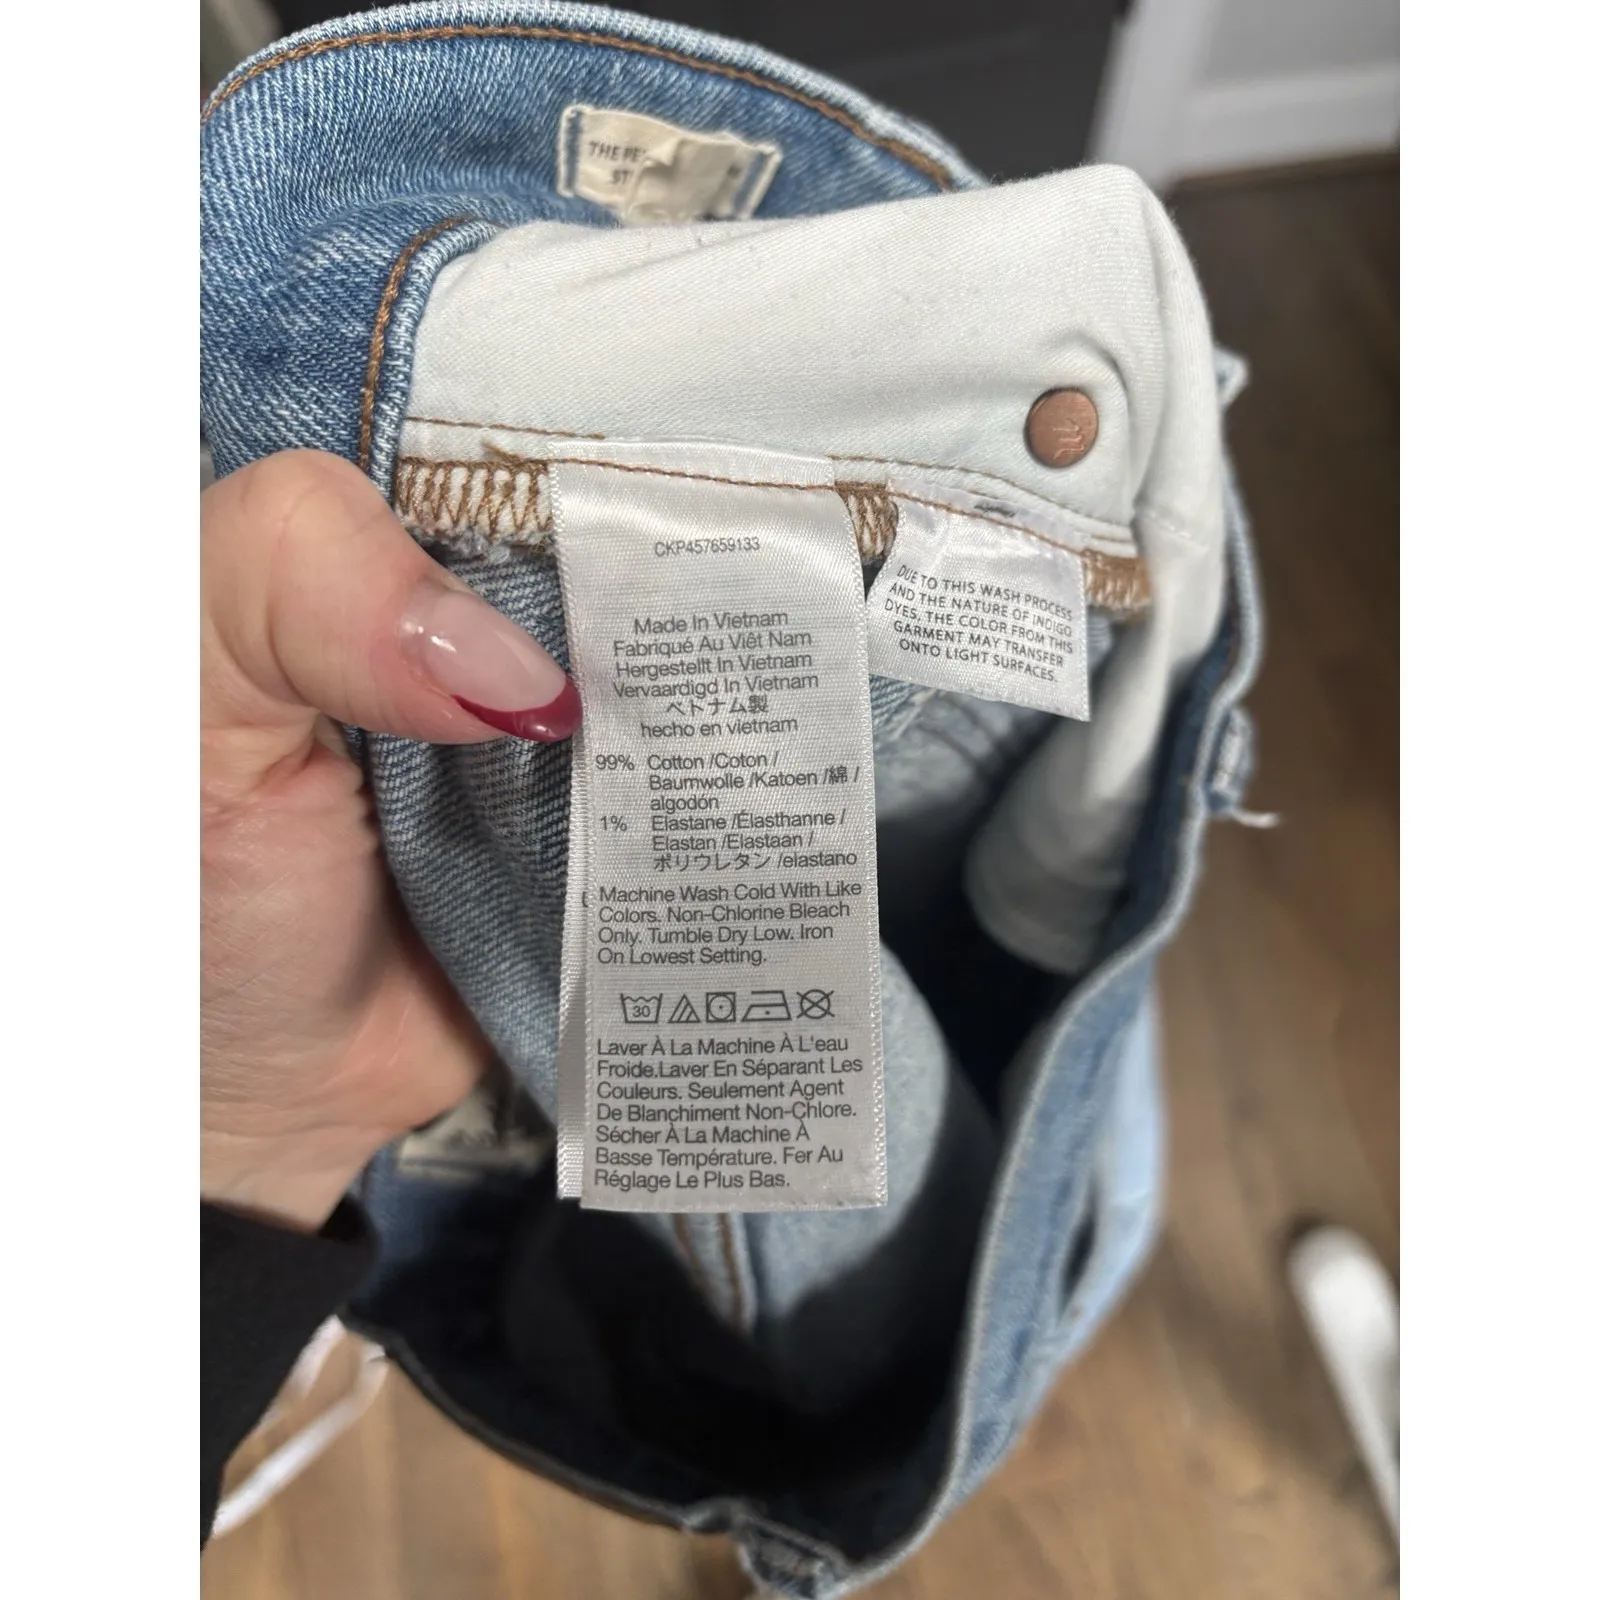 THE PE
ST
CKP457659133
Made In Vietnam
Fabriqué Au Viêt Nam
Hergestellt In Vietnam
Vervaardigd In Vietnam
ベトナム製
hecho en vietnam
99% Cotton /Coton /
Baumwolle /Katoen /綿 /
algodon
1% Elastane /Élasthanne /
Elastan /Elastaan /
ポリウレタン /elastano
Machine Wash Cold With Like
Colors. Non-Chlorine Bleach
Only. Tumble Dry Low. Iron
On Lowest Setting.
30
Laver À La Machine À L'eau
Froide.Laver En Séparant Les
Couleurs. Seulement Agent
De Blanchiment Non-Chlore.
Sécher À La Machine À
Basse Température. Fer Au
Réglage Le Plus Bas.
DUE TO THIS WASH PROCESS
AND THE NATURE OF INDIGO
DYES, THE COLOR FROM THIS
GARMENT MAY TRANSFER
ONTO LIGHT SURFACES.